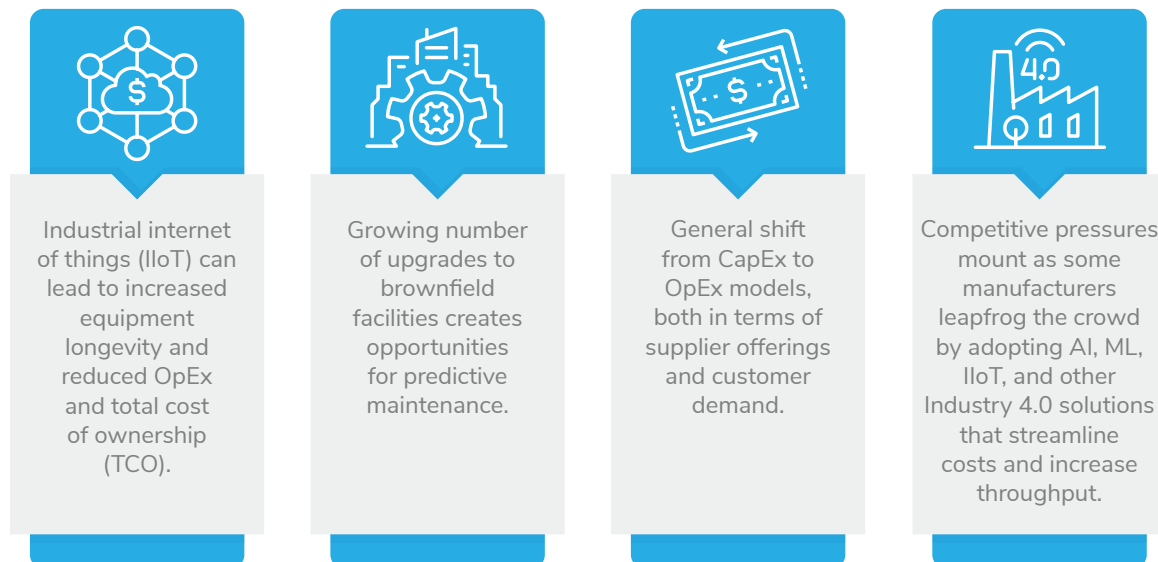 $
Industrial internet
of things (IIoT) can
lead to increased
equipment
longevity and
reduced OpEx
and total cost
of ownership
(TCO).
Growing number
of upgrades to
brownfield
facilities creates
opportunities
for predictive
maintenance.
$
General shift
from CapEx to
OpEx models,
both in terms of
supplier offerings
and customer
demand.
4.0
Competitive pressures
mount as some
manufacturers
leapfrog the crowd
by adopting AI, ML,
IIoT, and other
Industry 4.0 solutions
that streamline
costs and increase
throughput.